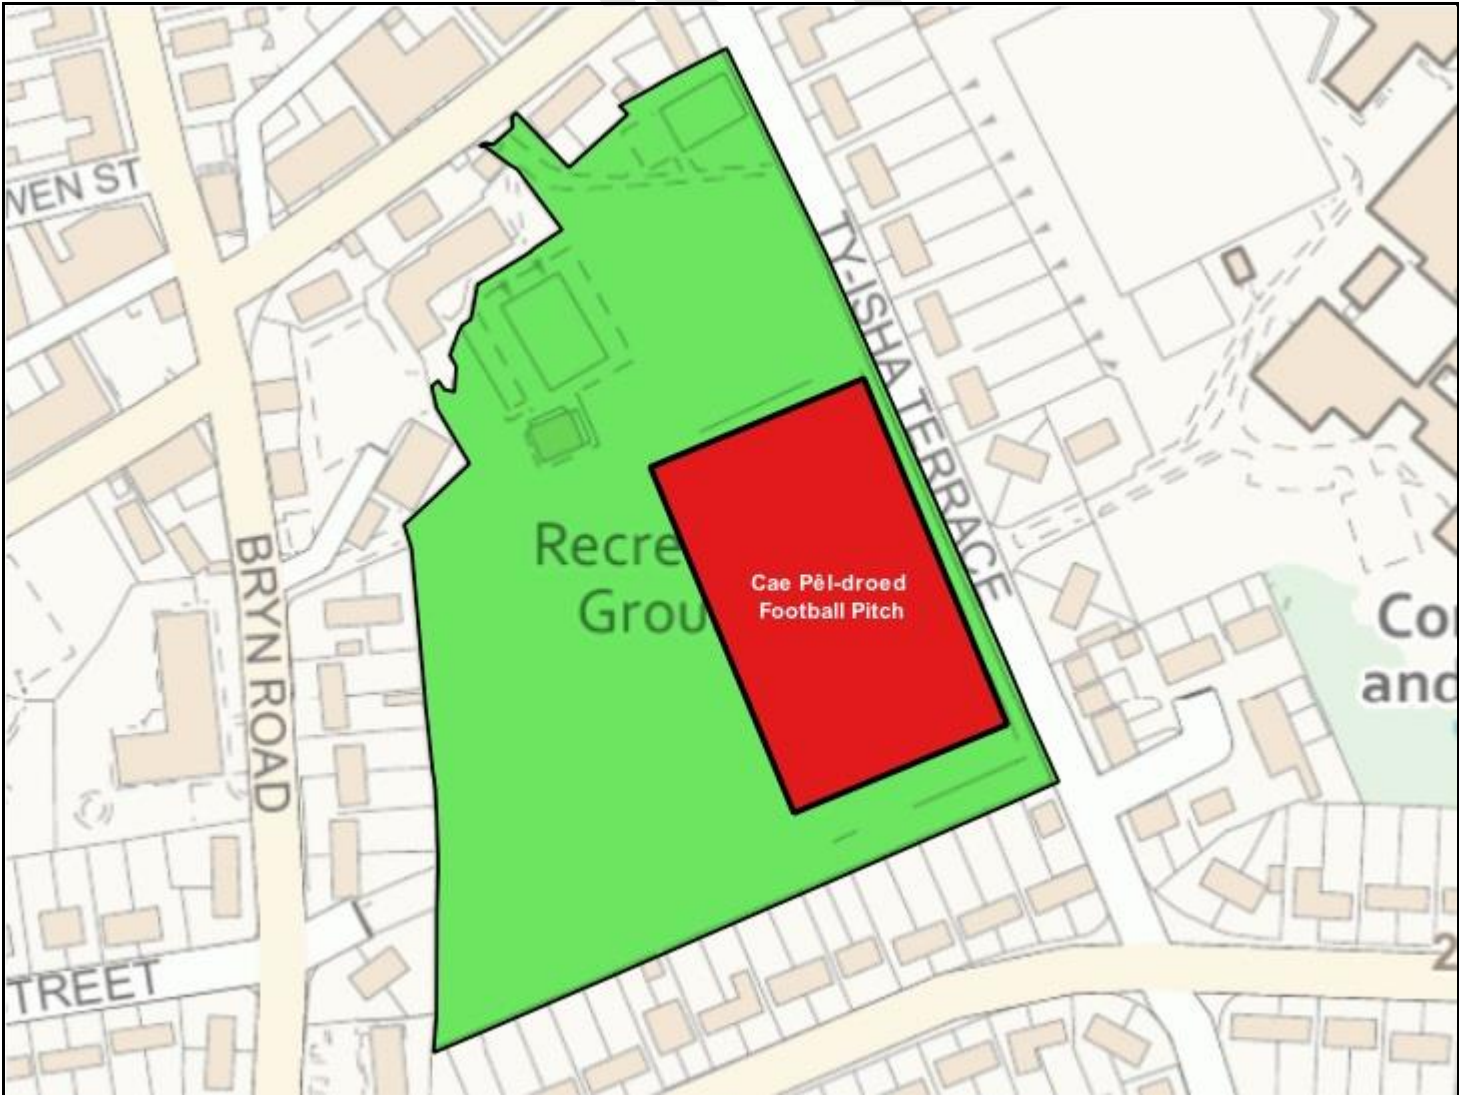 WEN ST
TY-ISHA TERRACE
Recre
Grou
Cae Pêl-droed
Football Pitch
BRYN ROAD
Co
and
TREET
2